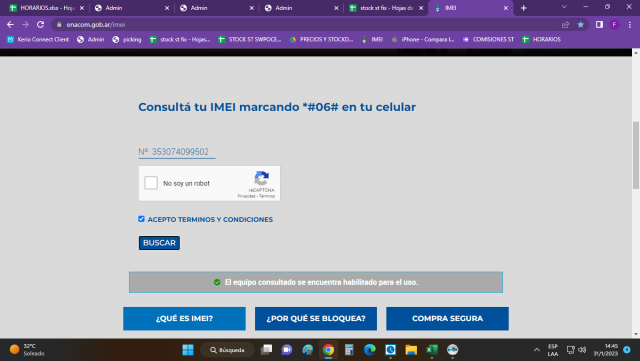 HORARIOS.xlsx - Hoj
Admin
Admin
Admin
stock st fix - Hojas de
IMEI
enacom.gob.ar/imei
F
Kerio Connect Client
Admin
picking
stock st fix - Hojas...
STOCK ST SWPOCE...
PRECIOS Y STOCKD...
IMEI
iPhone - Compara l...
COMISIONES ST
HORARIOS
Consultá tu IMEI marcando *#06# en tu celular
Nº 353074099502
No soy un robot
reCAPTCHA
Privacidad - Términos
ACEPTO TERMINOS Y CONDICIONES
BUSCAR
El equipo consultado se encuentra habilitado para el uso.
¿QUÉ ES IMEI?
¿POR QUÉ SE BLOQUEA?
COMPRA SEGURA
32°C
Soleado
Búsqueda
ESP
LAA
14:45
31/1/2023